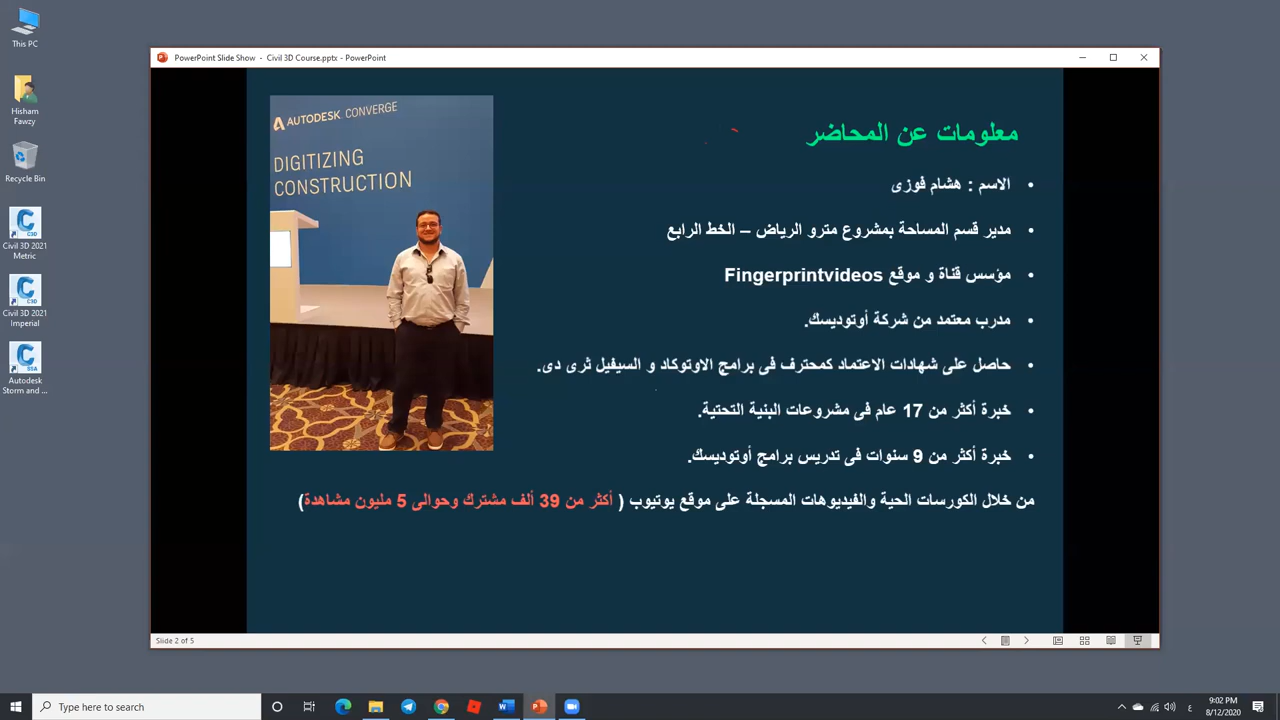 This PC
Hisham
Fawzy
Recycle Bin
Civil 3D 2021
Metric
Civil 3D 2021
Imperial
Autodesk
Storm and ...
PowerPoint Slide Show - Civil 3D Course.pptx - PowerPoint
AUTODESK CONVERGE
DIGITIZING
CONSTRUCTION
معلومات عن المحاضر
• الاسم : هشام فوزى
• مدير قسم المساحة بمشروع مترو الرياض – الخط الرابع
• مؤسس قناة و موقع Fingerprintvideos
• مدرب معتمد من شركة أوتوديسك.
• حاصل على شهادات الاعتماد كمحترف فى برامج الاوتوكاد و السيفيل ثرى دى.
• خبرة أكثر من 17 عام فى مشروعات البنية التحتية.
• خبرة أكثر من 9 سنوات فى تدريس برامج أوتوديسك.
من خلال الكورسات الحية والفيديوهات المسجلة على موقع يوتيوب ( أكثر من 39 ألف مشترك وحوالى 5 مليون مشاهدة)
Slide 2 of 5
Type here to search
9:02 PM
8/12/2020